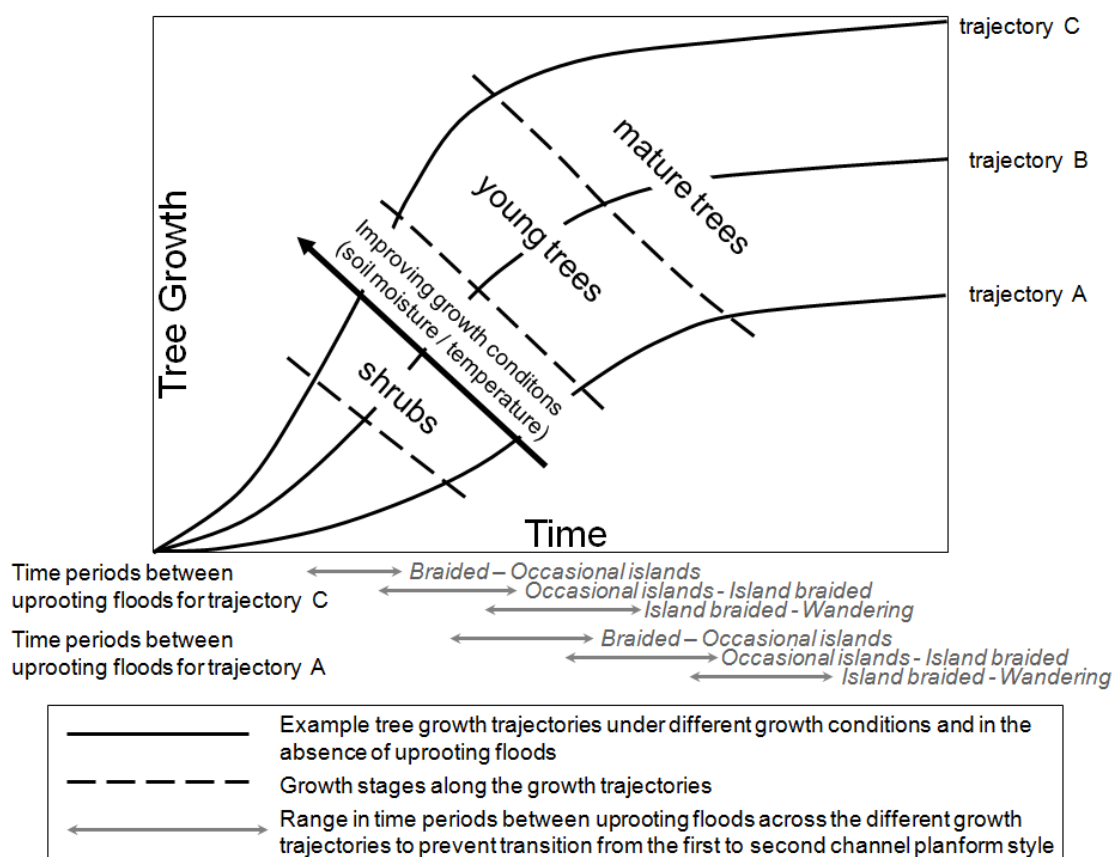 trajectory C
mature trees
trajectory B
young trees
Tree Growth
Improving growth conditons
(soil moisture / temperature)
trajectory A
shrubs
Time
Time periods between
uprooting floods for trajectory C
Braided – Occasional islands
Occasional islands - Island braided
Island braided - Wandering
Time periods between
uprooting floods for trajectory A
Braided – Occasional islands
Occasional islands - Island braided
Island braided - Wandering
Example tree growth trajectories under different growth conditions and in the
absence of uprooting floods
Growth stages along the growth trajectories
Range in time periods between uprooting floods across the different growth
trajectories to prevent transition from the first to second channel planform style